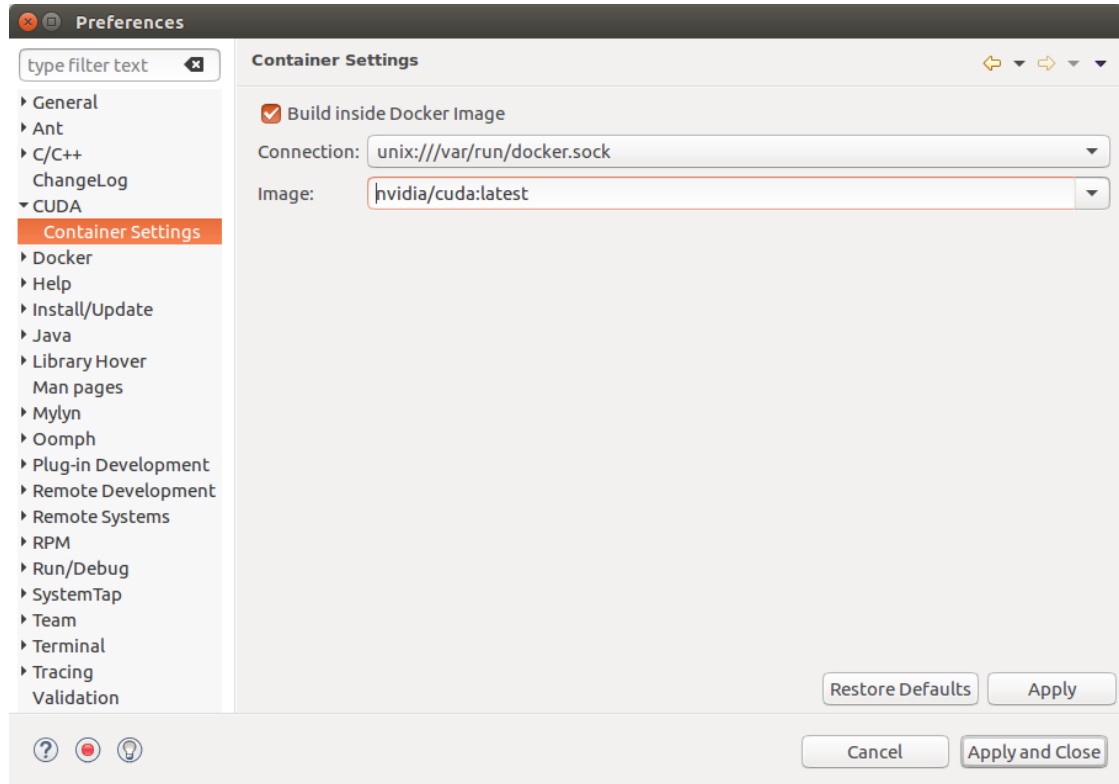 Preferences
type filter text
General
Ant
C/C++
ChangeLog
CUDA
Container Settings
Docker
Help
Install/Update
Java
Library Hover
Man pages
Mylyn
Oomph
Plug-in Development
Remote Development
Remote Systems
RPM
Run/Debug
SystemTap
Team
Terminal
Tracing
Validation
Container Settings
Build inside Docker Image
Connection: unix:///var/run/docker.sock
Image: nvidia/cuda:latest
Restore Defaults Apply
? Cancel Apply and Close